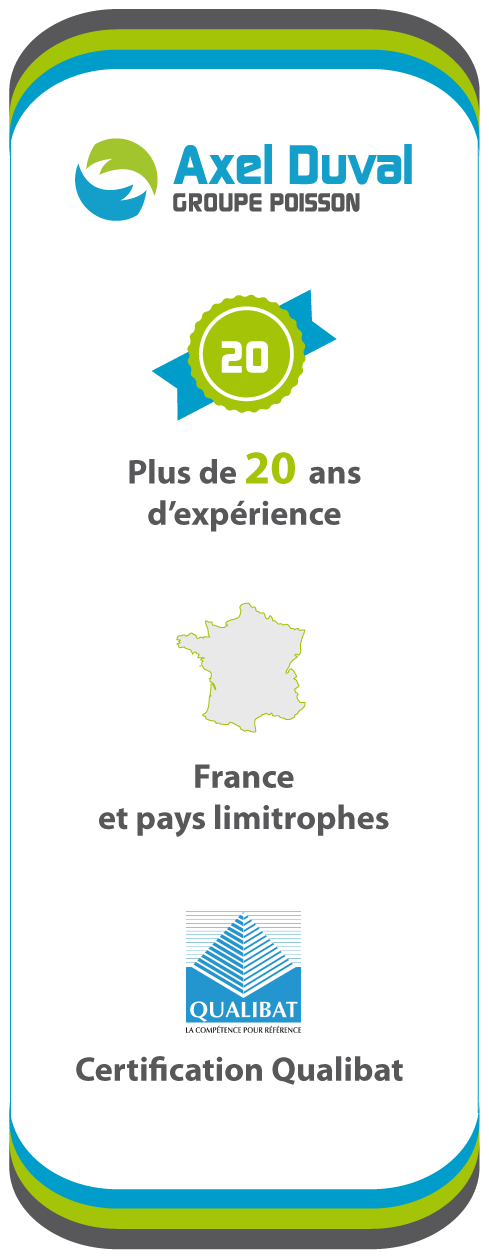 Axel Duval
GROUPE POISSON
20
Plus de 20 ans
d’expérience
France
et pays limitrophes
QUALIBAT
LA COMPÉTENCE POUR RÉFÉRENCE
Certification Qualibat